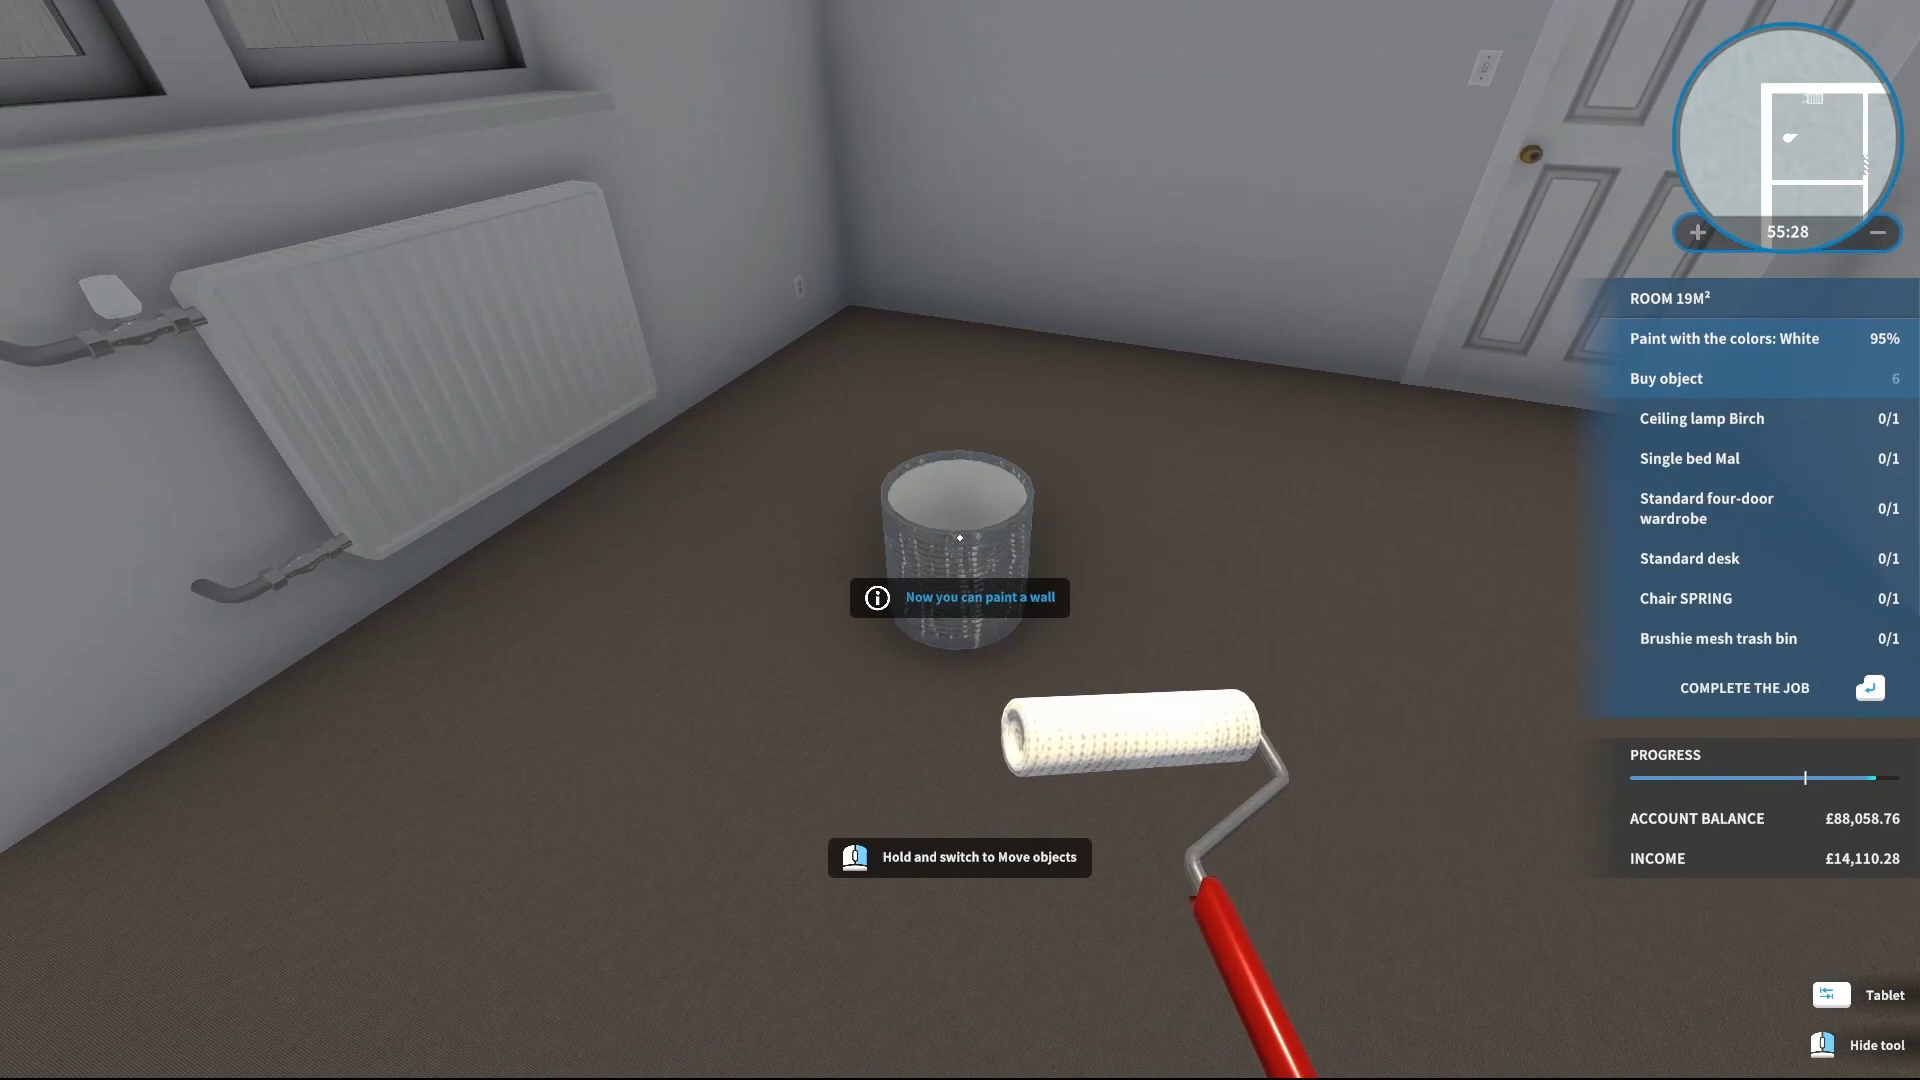 55:28
ROOM 19M²
Paint with the colors: White 95%
Buy object 6
Ceiling lamp Birch 0/1
Single bed Mal 0/1
Standard four-door
wardrobe 0/1
Standard desk 0/1
Chair SPRING 0/1
Brushie mesh trash bin 0/1
COMPLETE THE JOB
Now you can paint a wall
PROGRESS
ACCOUNT BALANCE £88,058.76
INCOME £14,110.28
Hold and switch to Move objects
Tablet
Hide tool